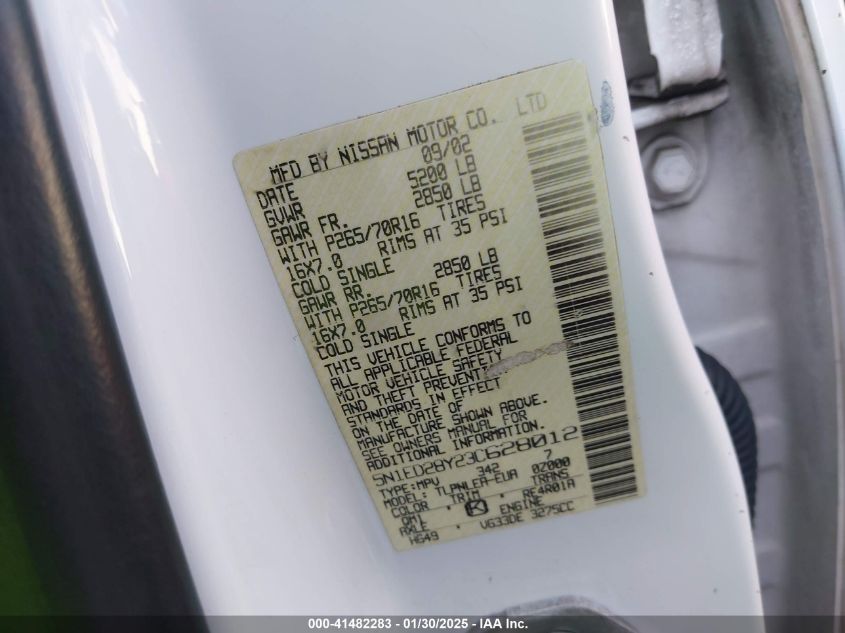 MFD BY NISSAN MOTOR CO. LTD
DATE 09/02
GVWR 5200 LB
GAWR FR. 2850 LB
WITH P265/70R16 TIRES
16X7.0 RIMS AT 35 PSI
COLD SINGLE
GAWR RR. 2850 LB
WITH P265/70R16 TIRES
16X7.0 RIMS AT 35 PSI
COLD SINGLE
THIS VEHICLE CONFORMS TO
ALL APPLICABLE FEDERAL
MOTOR VEHICLE SAFETY
AND THEFT PREVENTION
STANDARDS IN EFFECT
ON THE DATE OF
MANUFACTURE SHOWN ABOVE.
SEE OWNERS MANUAL FOR
ADDITIONAL INFORMATION.
5N1ED28Y23C628012
TYPE:MPV 342 7
MODEL: TLPNLEA-EUA 02000
COLOR TRIM TRANS
QM1 K RE4R01A
AXLE ENGINE
HG49 VG33DE 3275CC
000-41482283 - 01/30/2025 - IAA Inc.